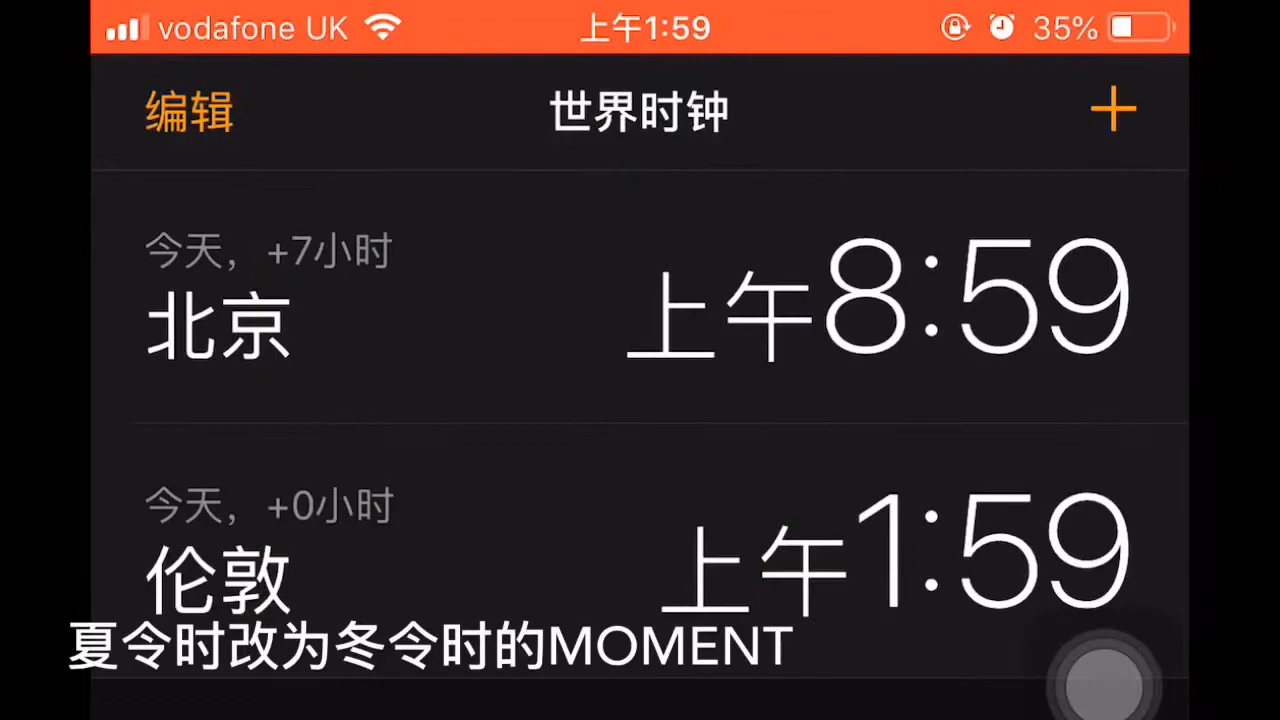 vodafone UK 上午1:59 35%
编辑 世界时钟 +
今天，+7小时
北京 上午8:59
今天，+0小时
伦敦 上午1:59
夏令时改为冬令时的MOMENT